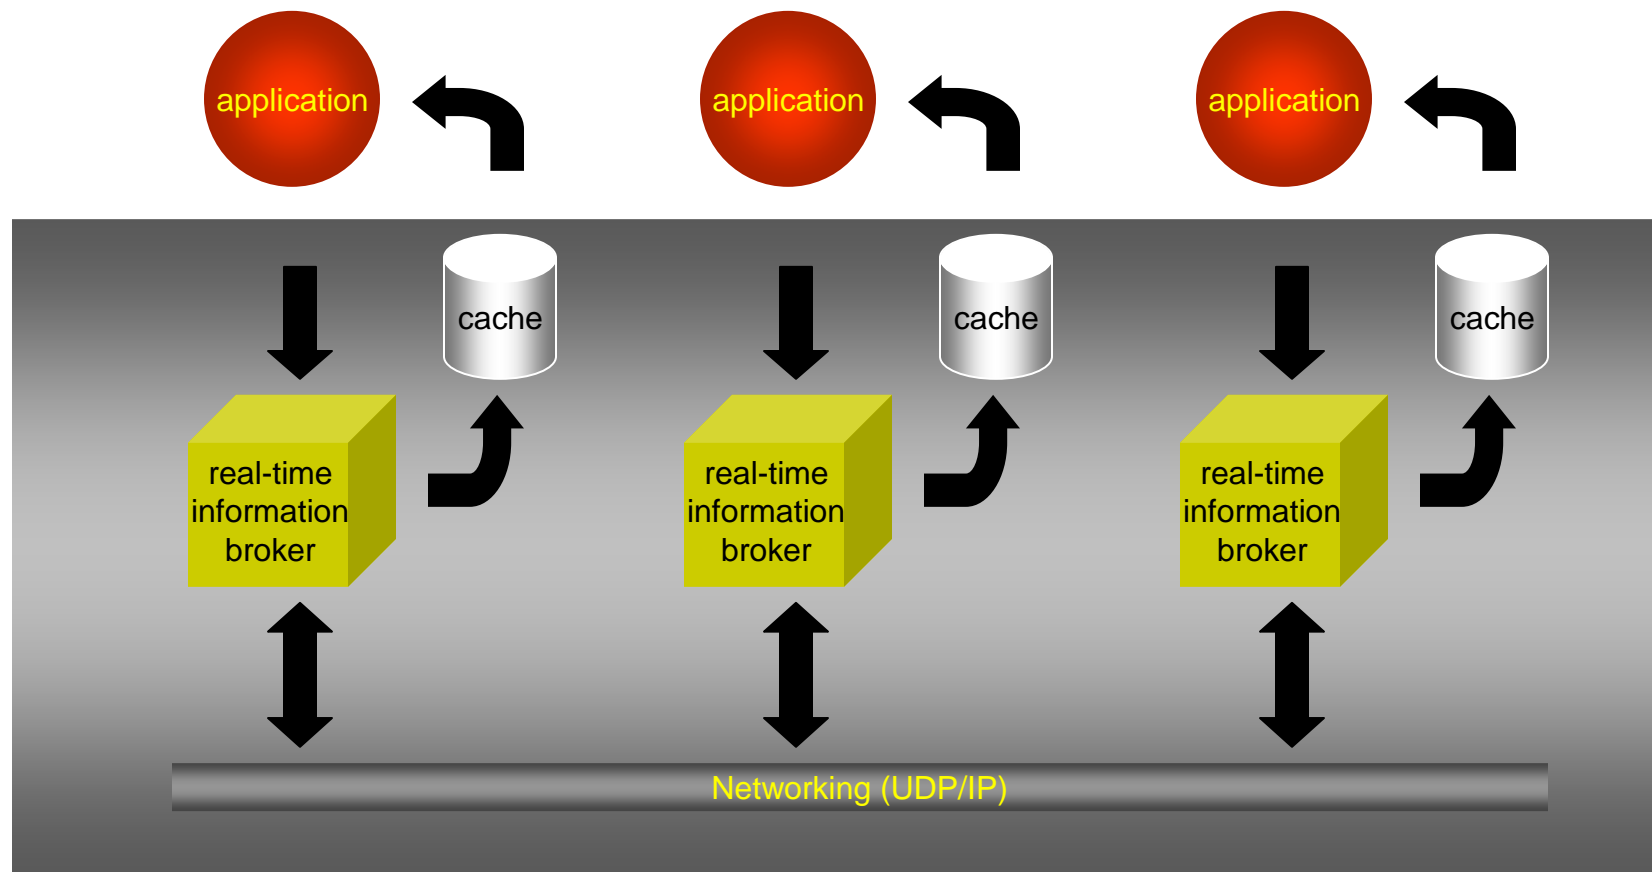 application
application
application
cache
cache
cache
real-time
information
broker
real-time
information
broker
real-time
information
broker
Networking (UDP/IP)